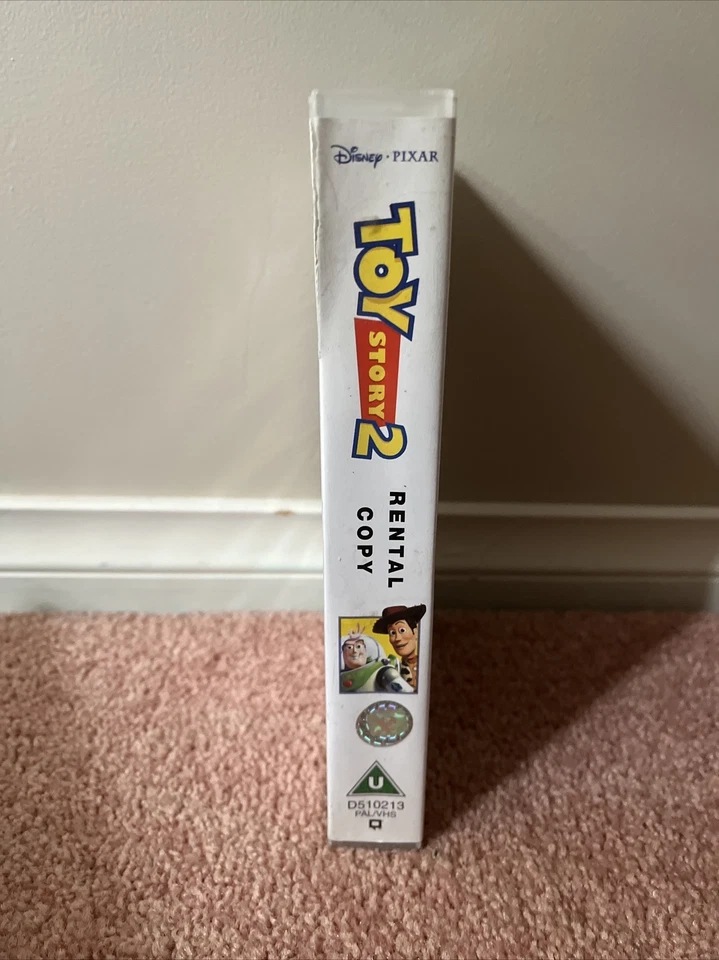 Disney · PIXAR
TOY
STORY
2
RENTAL
COPY
U
D510213
PAL/VHS